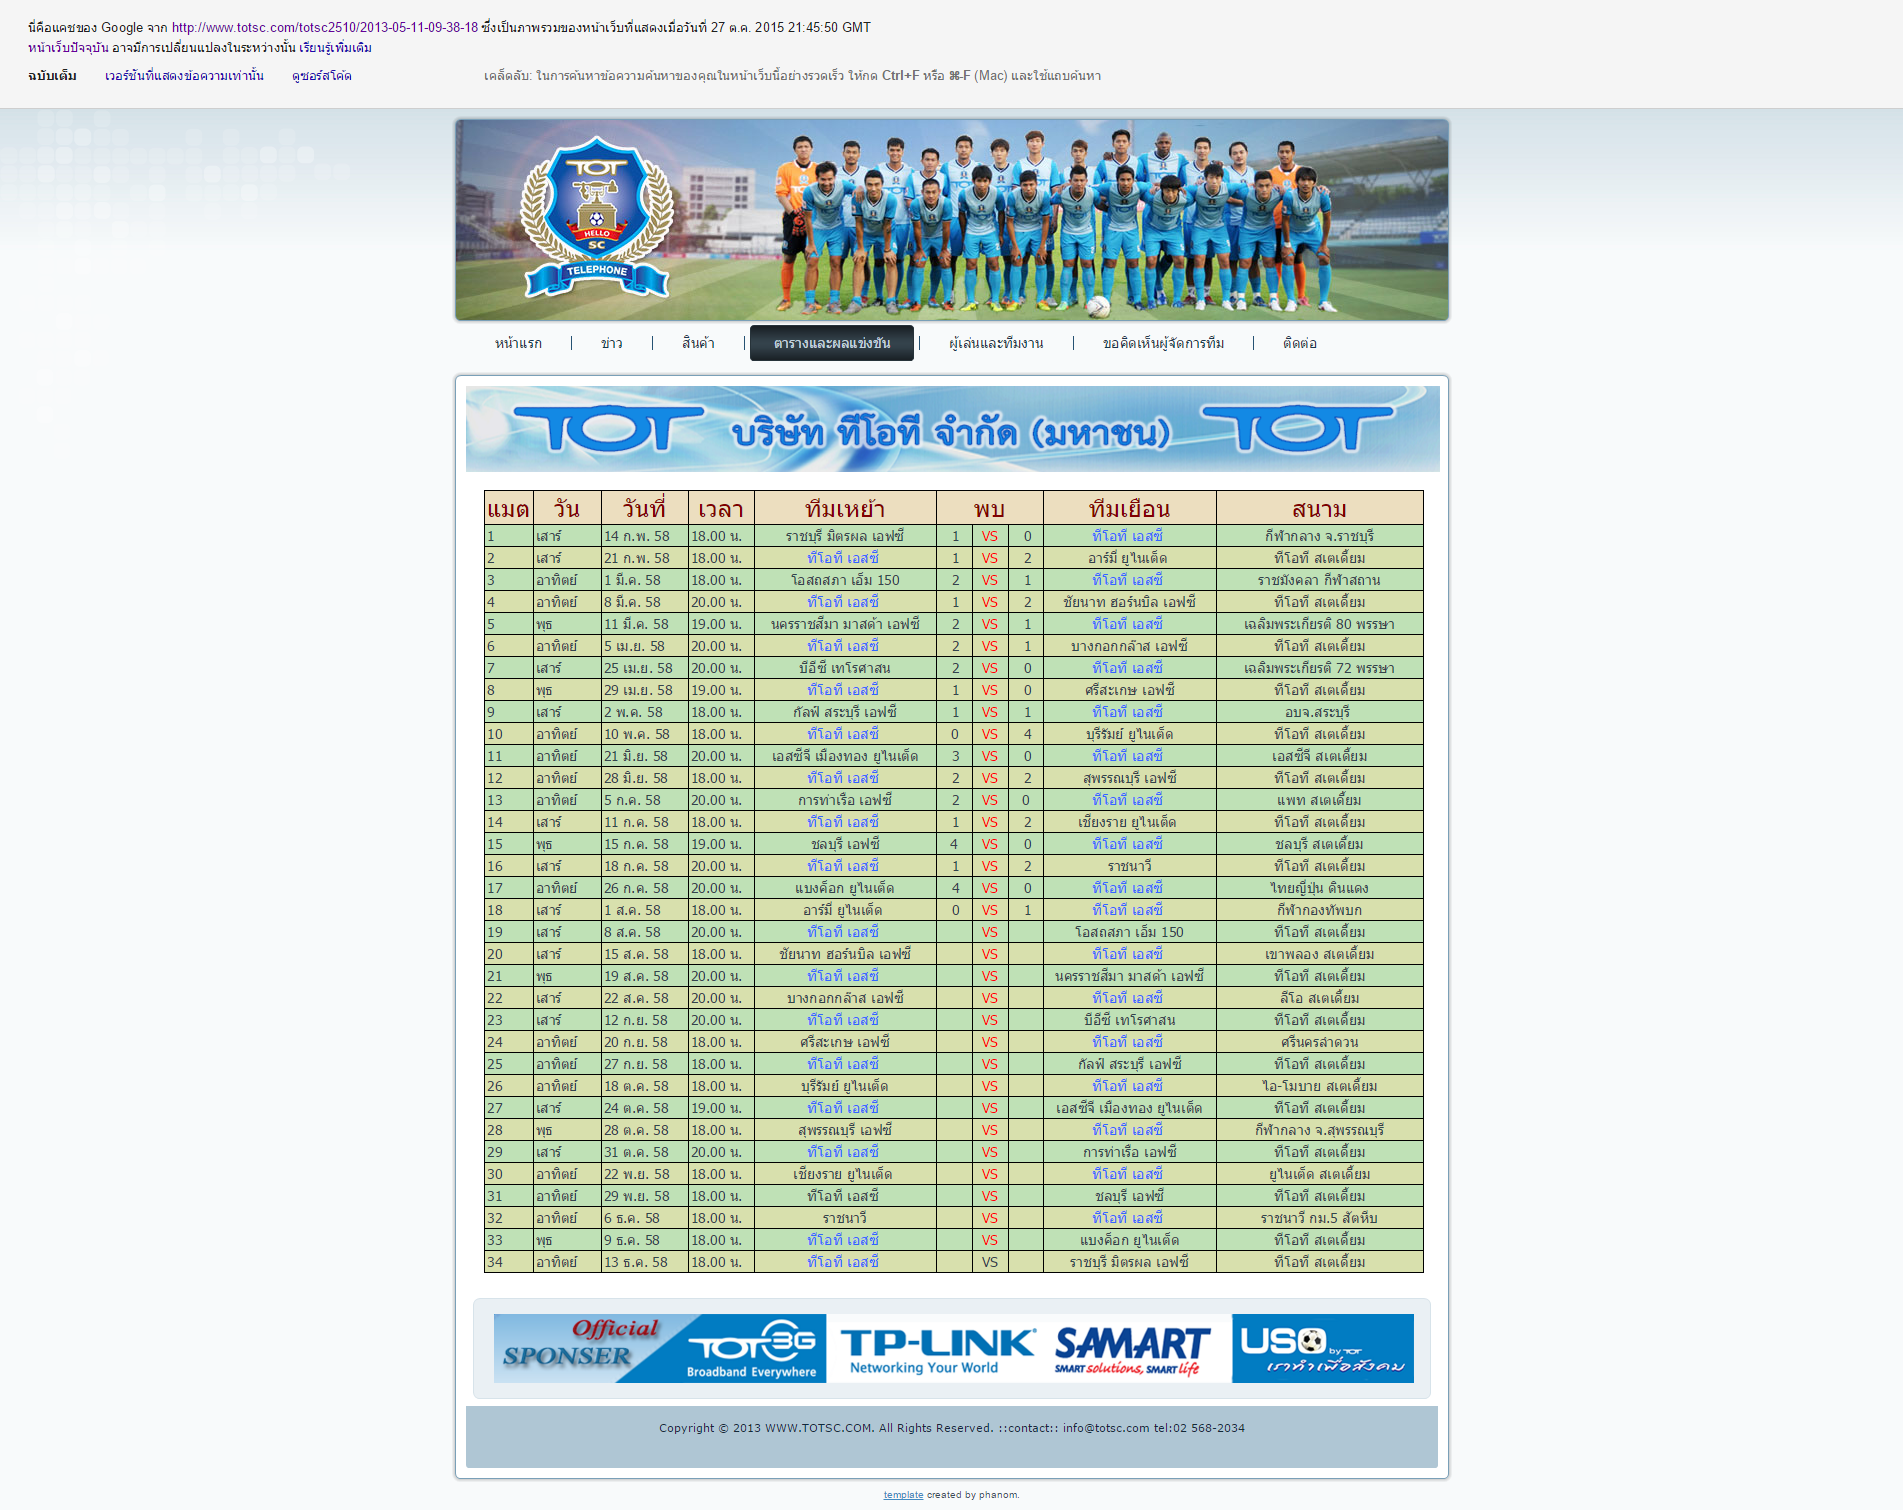 นี่คือแคชของ Google จาก http://www.totsc.com/totsc2510/2013-05-11-09-38-18 ซึ่งเป็นภาพรวมของหน้าเว็บที่แสดงเมื่อวันที่ 27 ต.ค. 2015 21:45:50 GMT
หน้าเว็บปัจจุบัน อาจมีการเปลี่ยนแปลงในระหว่างนั้น เรียนรู้เพิ่มเติม
ฉบับเต็ม เวอร์ชันที่แสดงข้อความเท่านั้น ดูซอร์สโค้ด เคล็ดลับ: ในการค้นหาข้อความค้นหาของคุณในหน้าเว็บนี้อย่างรวดเร็ว ให้กด Ctrl+F หรือ ⌘-F (Mac) และใช้แถบค้นหา
TOT
HELLO
SC
TELEPHONE
หน้าแรก ข่าว สินค้า ตารางและผลแข่งขัน ผู้เล่นและทีมงาน ขอคิดเห็นผู้จัดการทีม ติดต่อ
TOT บริษัท ทีโอที จำกัด (มหาชน) TOT
แมต วัน วันที่ เวลา ทีมเหย้า พบ ทีมเยือน สนาม
1 เสาร์ 14 ก.พ. 58 18.00 น. ราชบุรี มิตรผล เอฟซี 1 VS 0 ทีโอที เอสซี กีฬากลาง จ.ราชบุรี
2 เสาร์ 21 ก.พ. 58 18.00 น. ทีโอที เอสซี 1 VS 2 อาร์มี่ ยูไนเต็ด ทีโอที สเตเดี้ยม
3 อาทิตย์ 1 มี.ค. 58 18.00 น. โอสถสภา เอ็ม 150 2 VS 1 ทีโอที เอสซี ราชมังคลา กีฬาสถาน
4 อาทิตย์ 8 มี.ค. 58 20.00 น. ทีโอที เอสซี 1 VS 2 ชัยนาท ฮอร์นบิล เอฟซี ทีโอที สเตเดี้ยม
5 พุธ 11 มี.ค. 58 19.00 น. นครราชสีมา มาสด้า เอฟซี 2 VS 1 ทีโอที เอสซี เฉลิมพระเกียรติ 80 พรรษา
6 อาทิตย์ 5 เม.ย. 58 20.00 น. ทีโอที เอสซี 2 VS 1 บางกอกกล๊าส เอฟซี ทีโอที สเตเดี้ยม
7 เสาร์ 25 เม.ย. 58 20.00 น. บีอีซี เทโรศาสน 2 VS 0 ทีโอที เอสซี เฉลิมพระเกียรติ 72 พรรษา
8 พุธ 29 เม.ย. 58 19.00 น. ทีโอที เอสซี 1 VS 0 ศรีสะเกษ เอฟซี ทีโอที สเตเดี้ยม
9 เสาร์ 2 พ.ค. 58 18.00 น. กัลฟ์ สระบุรี เอฟซี 1 VS 1 ทีโอที เอสซี อบจ.สระบุรี
10 อาทิตย์ 10 พ.ค. 58 18.00 น. ทีโอที เอสซี 0 VS 4 บุรีรัมย์ ยูไนเต็ด ทีโอที สเตเดี้ยม
11 อาทิตย์ 21 มิ.ย. 58 20.00 น. เอสซีจี เมืองทอง ยูไนเต็ด 3 VS 0 ทีโอที เอสซี เอสซีจี สเตเดี้ยม
12 อาทิตย์ 28 มิ.ย. 58 18.00 น. ทีโอที เอสซี 2 VS 2 สุพรรณบุรี เอฟซี ทีโอที สเตเดี้ยม
13 อาทิตย์ 5 ก.ค. 58 20.00 น. การท่าเรือ เอฟซี 2 VS 0 ทีโอที เอสซี แพท สเตเดี้ยม
14 เสาร์ 11 ก.ค. 58 18.00 น. ทีโอที เอสซี 1 VS 2 เชียงราย ยูไนเต็ด ทีโอที สเตเดี้ยม
15 พุธ 15 ก.ค. 58 19.00 น. ชลบุรี เอฟซี 4 VS 0 ทีโอที เอสซี ชลบุรี สเตเดี้ยม
16 เสาร์ 18 ก.ค. 58 20.00 น. ทีโอที เอสซี 1 VS 2 ราชนาวี ทีโอที สเตเดี้ยม
17 อาทิตย์ 26 ก.ค. 58 20.00 น. แบงค็อก ยูไนเต็ด 4 VS 0 ทีโอที เอสซี ไทยญี่ปุ่น ดินแดง
18 เสาร์ 1 ส.ค. 58 18.00 น. อาร์มี่ ยูไนเต็ด 0 VS 1 ทีโอที เอสซี กีฬากองทัพบก
19 เสาร์ 8 ส.ค. 58 20.00 น. ทีโอที เอสซี VS โอสถสภา เอ็ม 150 ทีโอที สเตเดี้ยม
20 เสาร์ 15 ส.ค. 58 18.00 น. ชัยนาท ฮอร์นบิล เอฟซี VS ทีโอที เอสซี เขาพลอง สเตเดี้ยม
21 พุธ 19 ส.ค. 58 20.00 น. ทีโอที เอสซี VS นครราชสีมา มาสด้า เอฟซี ทีโอที สเตเดี้ยม
22 เสาร์ 22 ส.ค. 58 20.00 น. บางกอกกล๊าส เอฟซี VS ทีโอที เอสซี ลีโอ สเตเดี้ยม
23 เสาร์ 12 ก.ย. 58 20.00 น. ทีโอที เอสซี VS บีอีซี เทโรศาสน ทีโอที สเตเดี้ยม
24 อาทิตย์ 20 ก.ย. 58 18.00 น. ศรีสะเกษ เอฟซี VS ทีโอที เอสซี ศรีนครลำดวน
25 อาทิตย์ 27 ก.ย. 58 18.00 น. ทีโอที เอสซี VS กัลฟ์ สระบุรี เอฟซี ทีโอที สเตเดี้ยม
26 อาทิตย์ 18 ต.ค. 58 18.00 น. บุรีรัมย์ ยูไนเต็ด VS ทีโอที เอสซี ไอ-โมบาย สเตเดี้ยม
27 เสาร์ 24 ต.ค. 58 19.00 น. ทีโอที เอสซี VS เอสซีจี เมืองทอง ยูไนเต็ด ทีโอที สเตเดี้ยม
28 พุธ 28 ต.ค. 58 18.00 น. สุพรรณบุรี เอฟซี VS ทีโอที เอสซี กีฬากลาง จ.สุพรรณบุรี
29 เสาร์ 31 ต.ค. 58 20.00 น. ทีโอที เอสซี VS การท่าเรือ เอฟซี ทีโอที สเตเดี้ยม
30 อาทิตย์ 22 พ.ย. 58 18.00 น. เชียงราย ยูไนเต็ด VS ทีโอที เอสซี ยูไนเต็ด สเตเดี้ยม
31 อาทิตย์ 29 พ.ย. 58 18.00 น. ทีโอที เอสซี VS ชลบุรี เอฟซี ทีโอที สเตเดี้ยม
32 อาทิตย์ 6 ธ.ค. 58 18.00 น. ราชนาวี VS ทีโอที เอสซี ราชนาวี กม.5 สัตหีบ
33 พุธ 9 ธ.ค. 58 18.00 น. ทีโอที เอสซี VS แบงค็อก ยูไนเต็ด ทีโอที สเตเดี้ยม
34 อาทิตย์ 13 ธ.ค. 58 18.00 น. ทีโอที เอสซี VS ราชบุรี มิตรผล เอฟซี ทีโอที สเตเดี้ยม
Official SPONSER TOT3G Broadband Everywhere TP-LINK Networking Your World SAMART SMART solutions, SMART life USO by TOT เราทำเพื่อสังคม
Copyright © 2013 WWW.TOTSC.COM. All Rights Reserved. ::contact:: info@totsc.com tel:02 568-2034
template created by phanom.